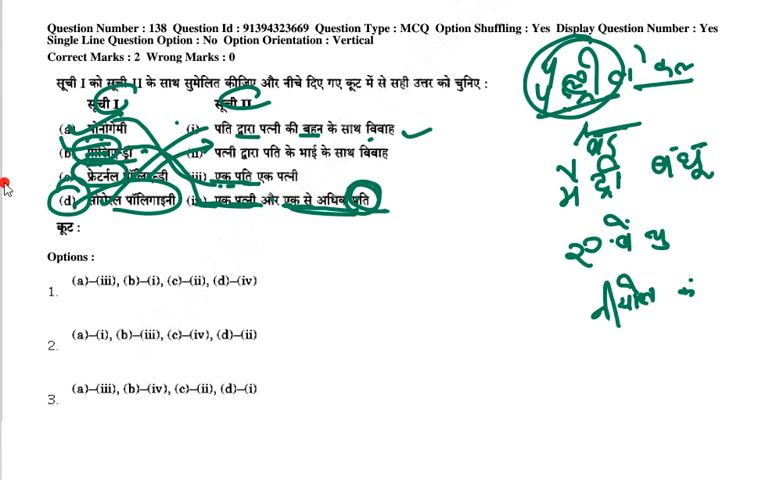 Question Number : 138 Question Id : 91394323669 Question Type : MCQ Option Shuffling : Yes Display Question Number : Yes
Single Line Question Option : No Option Orientation : Vertical
Correct Marks : 2 Wrong Marks : 0
सूची I को सूची II के साथ सुमेलित कीजिए और नीचे दिए गए कूट में से सही उत्तर को चुनिए :
सूची I सूची II
(a) मोनोगेमी (i) पति द्वारा पत्नी की बहन के साथ विवाह
(b) (ii) पत्नी द्वारा पति के भाई के साथ विवाह
(c) फ्रेटर्नल पॉलिएन्ड्री (iii) एक पति एक पत्नी
(d) सोरोरल पॉलिगाइनी (iv) एक पत्नी और एक से अधिक पति
कूट :
Options :
1. (a)–(iii), (b)–(i), (c)–(ii), (d)–(iv)
2. (a)–(i), (b)–(iii), (c)–(iv), (d)–(ii)
3. (a)–(iii), (b)–(iv), (c)–(ii), (d)–(i)